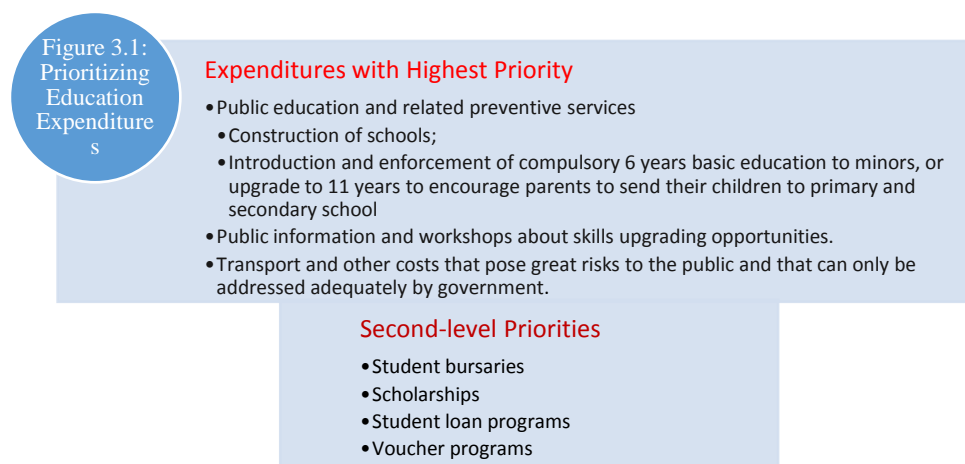 Figure 3.1:
Prioritizing
Education
Expenditure
s
Expenditures with Highest Priority
•Public education and related preventive services
•Construction of schools;
•Introduction and enforcement of compulsory 6 years basic education to minors, or
upgrade to 11 years to encourage parents to send their children to primary and
secondary school
•Public information and workshops about skills upgrading opportunities.
•Transport and other costs that pose great risks to the public and that can only be
addressed adequately by government.
Second-level Priorities
•Student bursaries
•Scholarships
•Student loan programs
•Voucher programs